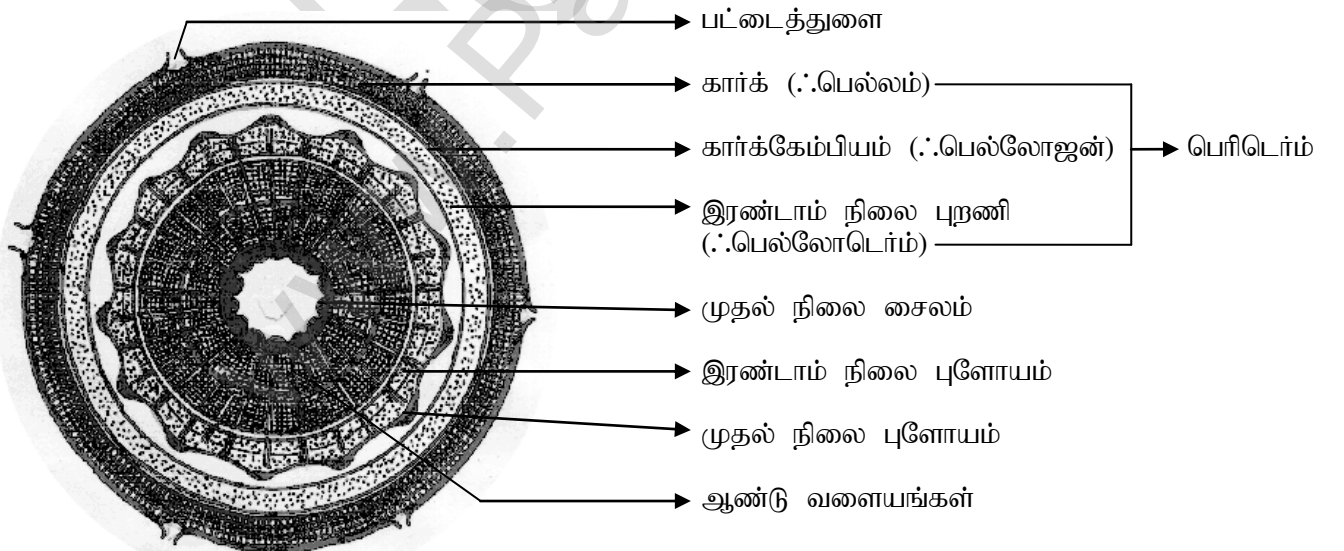 பட்டைத்துளை
கார்க் (ஃபெல்லம்)
கார்க்கேம்பியம் (ஃபெல்லோஜன்)
பெரிடெர்ம்
இரண்டாம் நிலை புறணி
(ஃபெல்லோடெர்ம்)
முதல் நிலை சைலம்
இரண்டாம் நிலை புளோயம்
முதல் நிலை புளோயம்
ஆண்டு வளையங்கள்